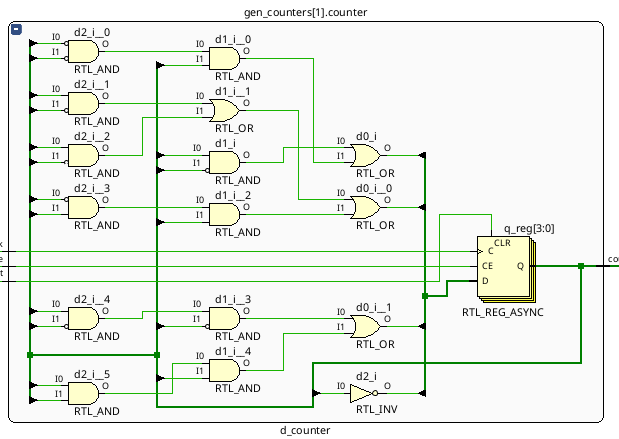 gen_counters[1].counter
d2_i__0
I0
O
I1
RTL_AND
d1_i__0
I0
O
I1
RTL_AND
d2_i__1
I0
O
I1
RTL_AND
d1_i__1
I0
O
I1
RTL_OR
d2_i__2
I0
O
I1
RTL_AND
d1_i
I0
O
I1
RTL_AND
d0_i
I0
O
I1
RTL_OR
d2_i__3
I0
O
I1
RTL_AND
d1_i__2
I0
O
I1
RTL_AND
d0_i__0
I0
O
I1
RTL_OR
q_reg[3:0]
CLR
C
CE
Q
D
RTL_REG_ASYNC
k
e
t
cou
d2_i__4
I0
O
I1
RTL_AND
d1_i__3
I0
O
I1
RTL_AND
d0_i__1
I0
O
I1
RTL_OR
d2_i__5
I0
O
I1
RTL_AND
d1_i__4
I0
O
I1
RTL_AND
d2_i
I0
O
RTL_INV
d_counter